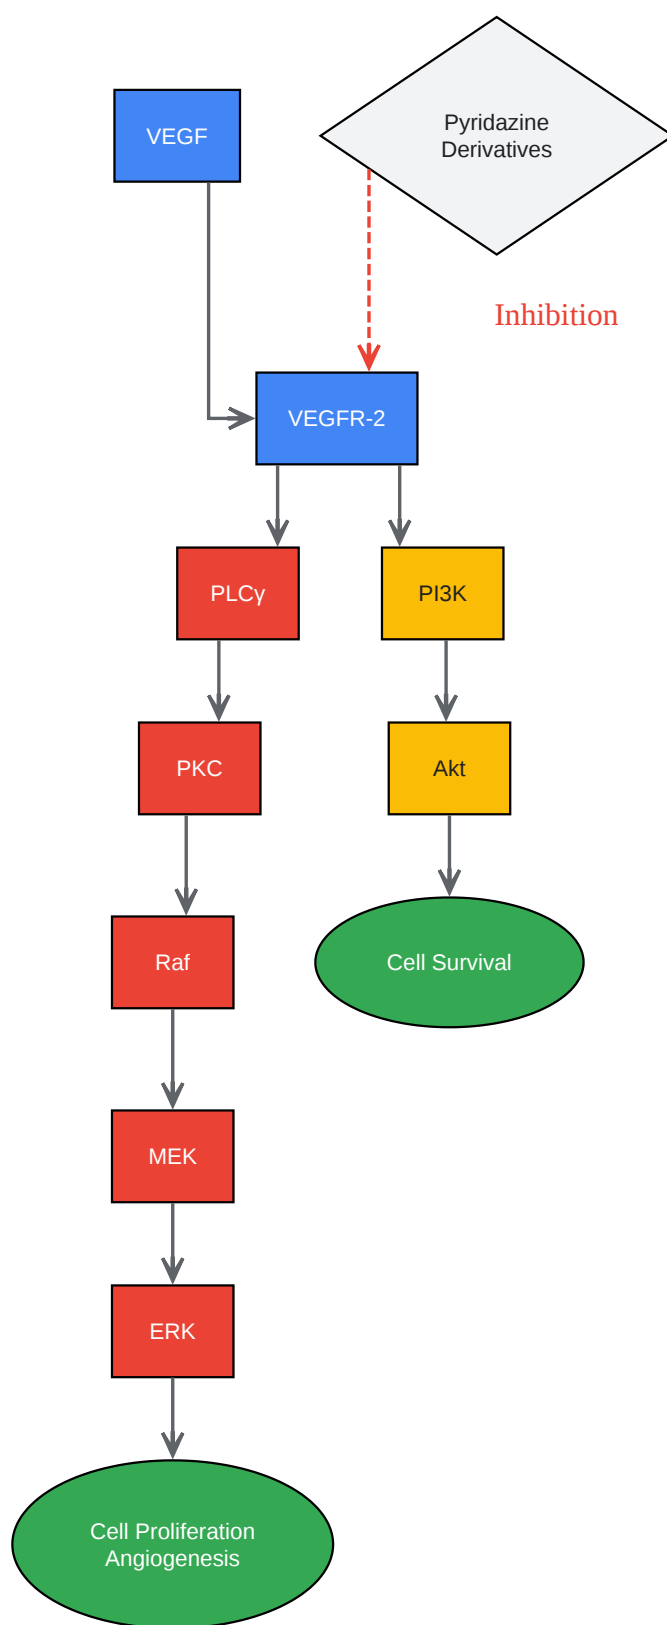 VEGF
Pyridazine
Derivatives
Inhibition
VEGFR-2
PLCγ
PI3K
PKC
Akt
Raf
Cell Survival
MEK
ERK
Cell Proliferation
Angiogenesis